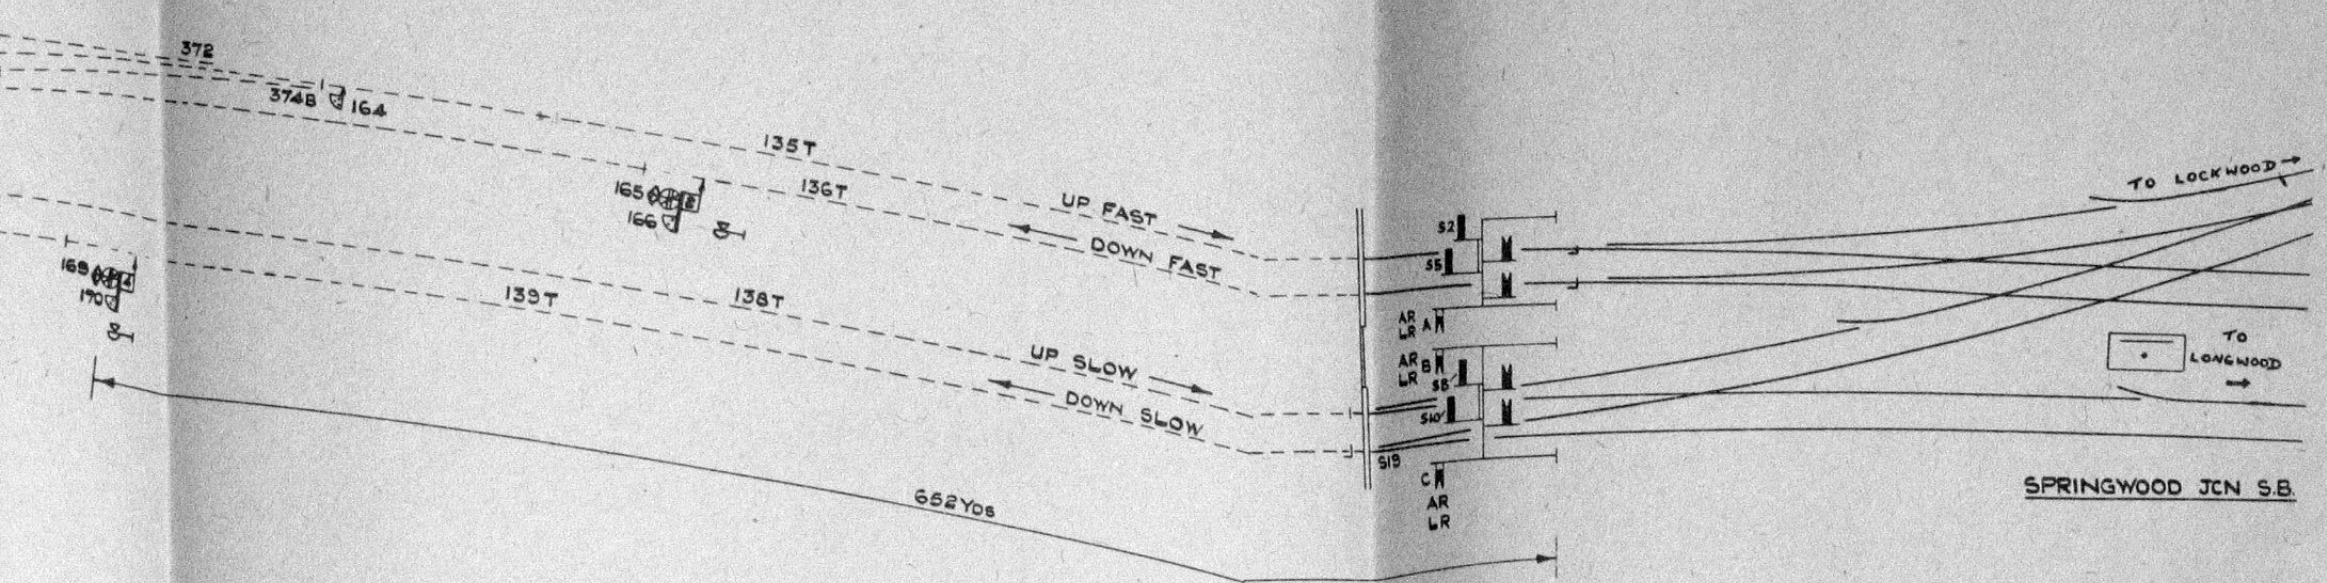 372
374B
164
135T
165
166
136T
UP FAST
DOWN FAST
169
170
139T
138T
UP SLOW
DOWN SLOW
652 YDS
S2
S5
AR
LR A
AR B
LR
S8
S10
S19
C
AR
LR
TO LOCKWOOD
TO
LONGWOOD
SPRINGWOOD JCN S.B.